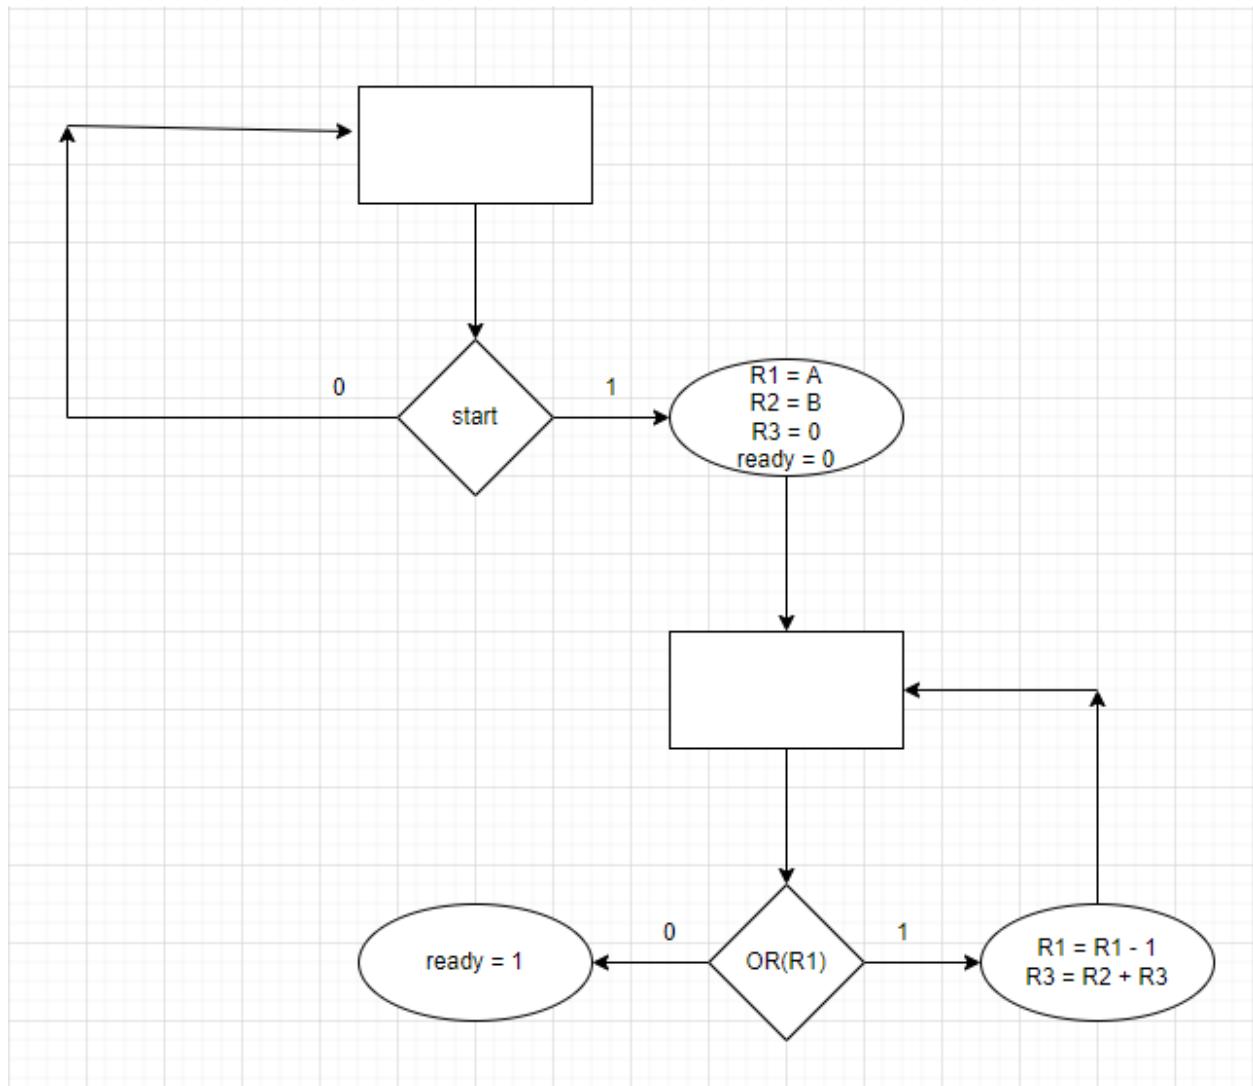 0
start
1
R1 = A
R2 = B
R3 = 0
ready = 0
ready = 1
0
OR(R1)
1
R1 = R1 - 1
R3 = R2 + R3